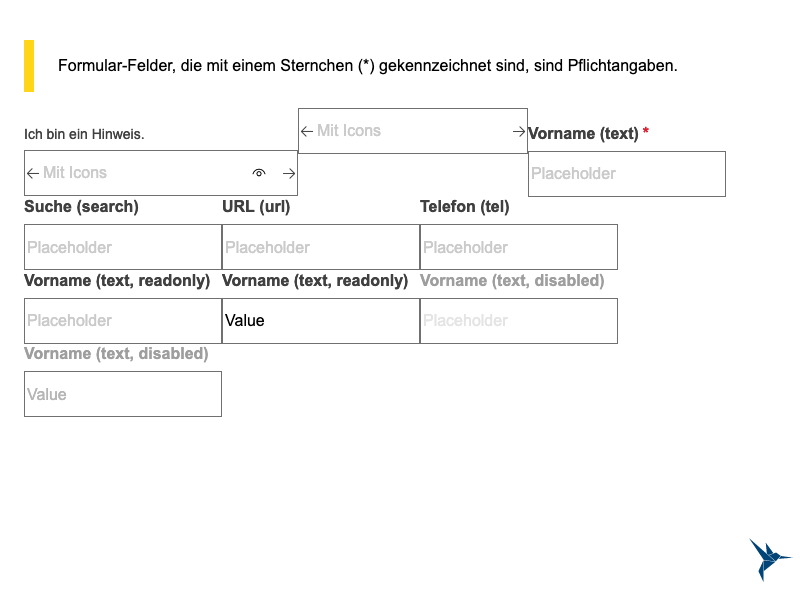 Formular-Felder, die mit einem Sternchen (*) gekennzeichnet sind, sind Pflichtangaben.
Ich bin ein Hinweis.
Mit Icons
Mit Icons
Vorname (text) *
Placeholder
Suche (search) URL (url) Telefon (tel)
Placeholder Placeholder Placeholder
Vorname (text, readonly) Vorname (text, readonly) Vorname (text, disabled)
Placeholder Value Placeholder
Vorname (text, disabled)
Value